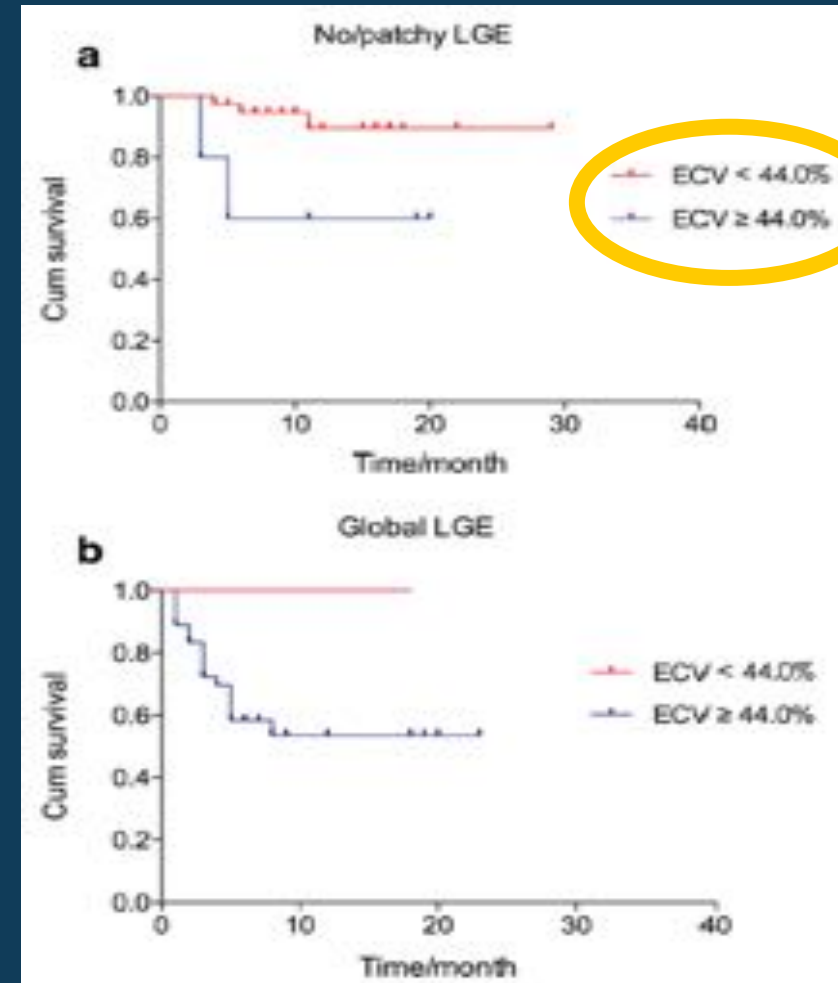 a
No/patchy LGE
1.0
0.8
0.6
0.4
0.2
0.0
Cum survival
0 10 20 30 40
Time/month
ECV < 44.0%
ECV ≥ 44.0%
b
Global LGE
1.0
0.8
0.6
0.4
0.2
0.0
Cum survival
0 10 20 30 40
Time/month
ECV < 44.0%
ECV ≥ 44.0%